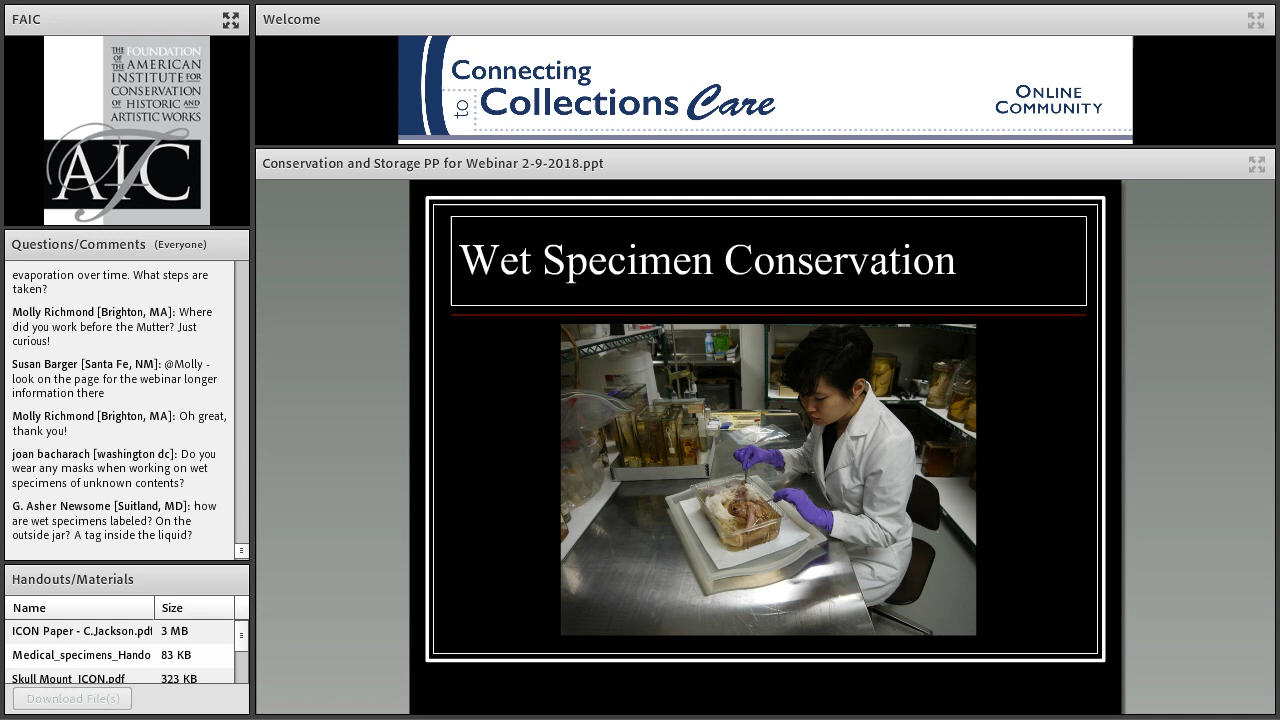 FAIC
THE FOUNDATION
OF THE AMERICAN
INSTITUTE FOR
CONSERVATION
OF HISTORIC AND
ARTISTIC WORKS
AIC
Questions/Comments (Everyone)
evaporation over time. What steps are
taken?
Molly Richmond [Brighton, MA]: Where
did you work before the Mutter? Just
curious!
Susan Barger [Santa Fe, NM]: @Molly -
look on the page for the webinar longer
information there
Molly Richmond [Brighton, MA]: Oh great,
thank you!
joan bacharach [washington dc]: Do you
wear any masks when working on wet
specimens of unknown contents?
G. Asher Newsome [Suitland, MD]: how
are wet specimens labeled? On the
outside jar? A tag inside the liquid?
Handouts/Materials
Name Size
ICON Paper - C.Jackson.pdf 3 MB
Medical_specimens_Hando 83 KB
Skull Mount_ICON.pdf 323 KB
Download File(s)
Welcome
Connecting
to Collections Care
ONLINE
COMMUNITY
Conservation and Storage PP for Webinar 2-9-2018.ppt
Wet Specimen Conservation